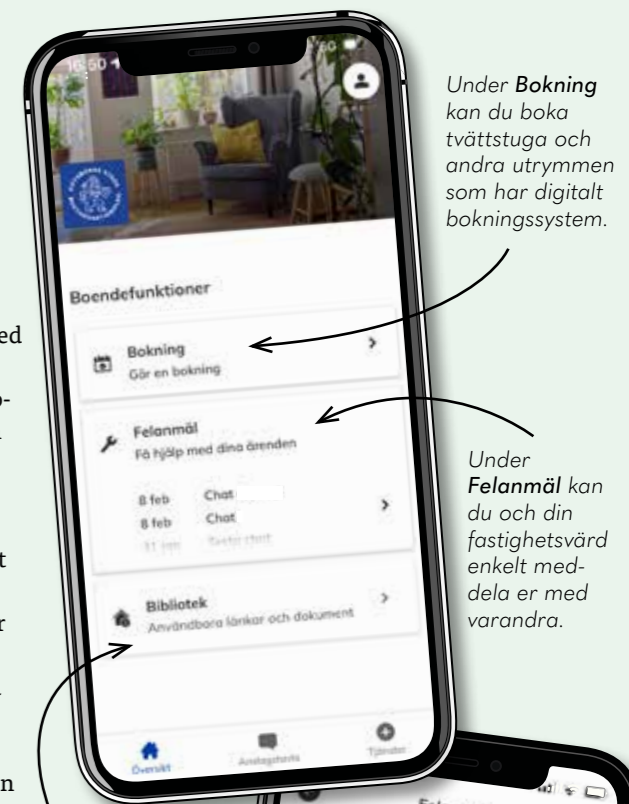 16:50
Boendefunktioner
Bokning
Gör en bokning
Felanmäl
Få hjälp med dina ärenden
8 feb Chat
8 feb Chat
Bibliotek
Användbara länkar och dokument
Översikt
Anslagstavla
Tjänster
Under Bokning
kan du boka
tvättstuga och
andra utrymmen
som har digitalt
bokningssystem.
Under
Felanmäl kan
du och din
fastighetsvärd
enkelt med-
dela er med
varandra.